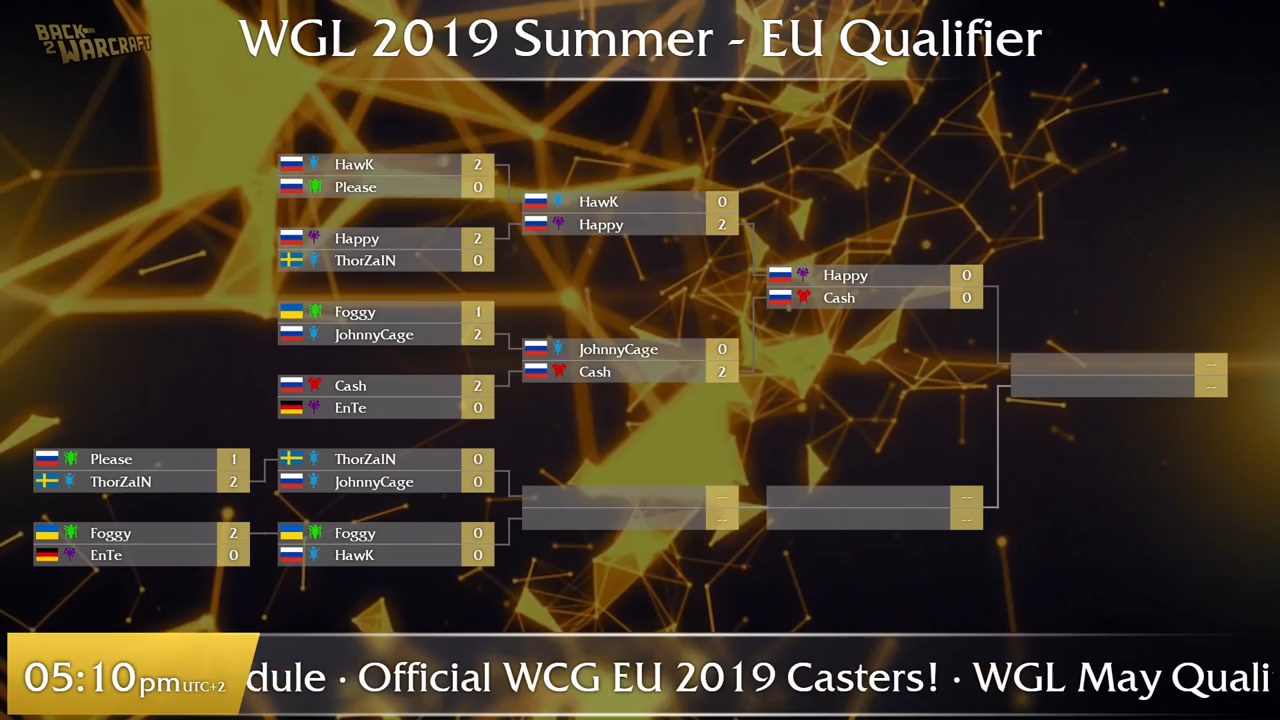 BACK
2 WARCRAFT
WGL 2019 Summer - EU Qualifier
HawK 2
Please 0
Happy 2
ThorZaIN 0
Foggy 1
JohnnyCage 2
Cash 2
EnTe 0
HawK 0
Happy 2
JohnnyCage 0
Cash 2
Happy 0
Cash 0
--
--
Please 1
ThorZaIN 2
Foggy 2
EnTe 0
ThorZaIN 0
JohnnyCage 0
Foggy 0
HawK 0
--
--
--
--
05:10pm UTC+2
dule · Official WCG EU 2019 Casters! · WGL May Quali